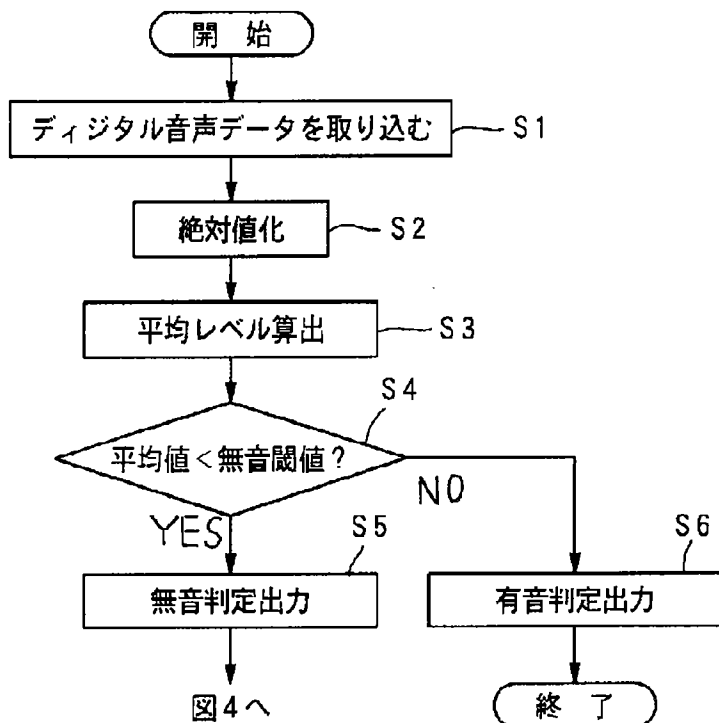 開 始
ディジタル音声データを取り込む
S1
絶対値化
S2
平均レベル算出
S3
S4
平均値<無音閾値?
NO
YES
S5
S6
無音判定出力
有音判定出力
図4へ
終 了